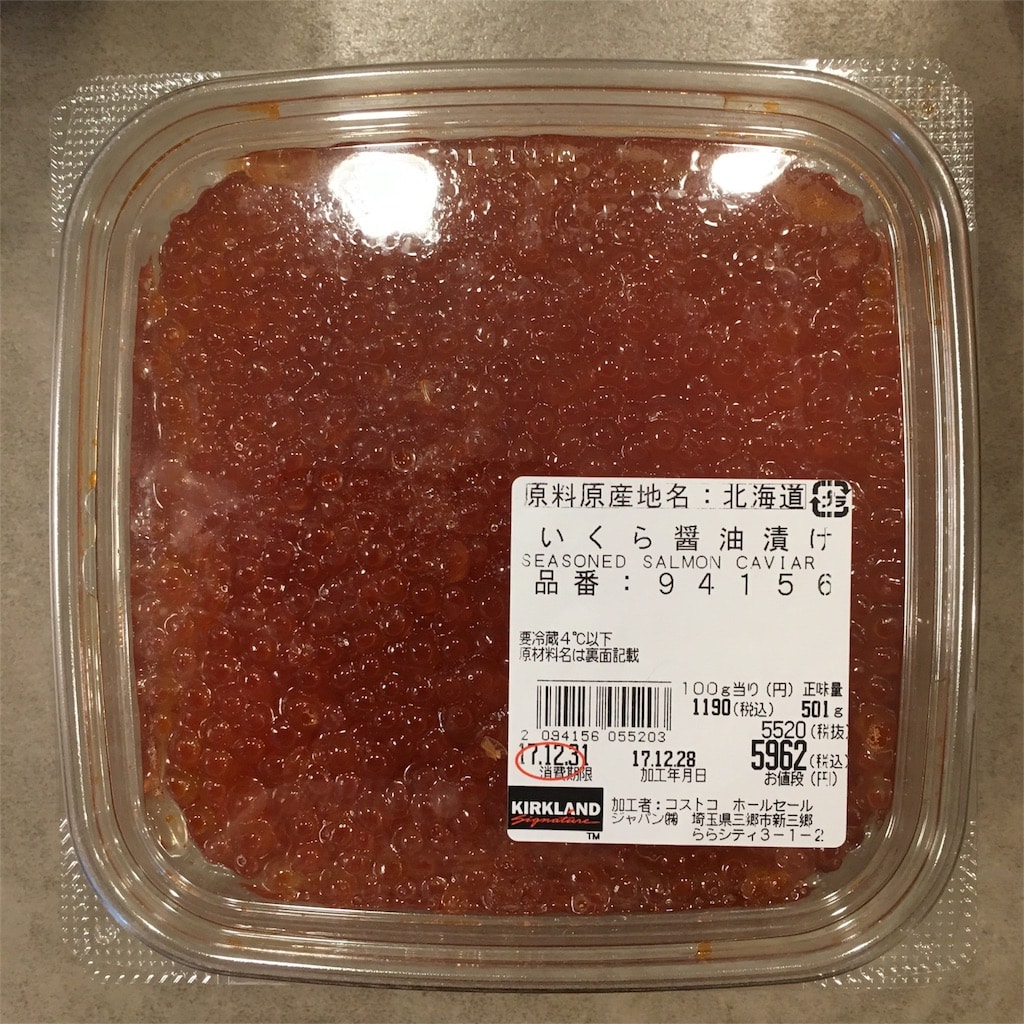 原料原産地名：北海道
いくら醤油漬け
SEASONED SALMON CAVIAR
品番：94156
要冷蔵4℃以下
原材料名は裏面記載
100g当り(円) 正味量
1190(税込) 501g
5520(税抜)
2 094156 055203
17.12.31 17.12.28 5962(税込)
消費期限 加工年月日 お値段(円)
KIRKLAND
Signature
TM
加工者：コストコ ホールセール
ジャパン㈱ 埼玉県三郷市新三郷
ららシティ3-1-2